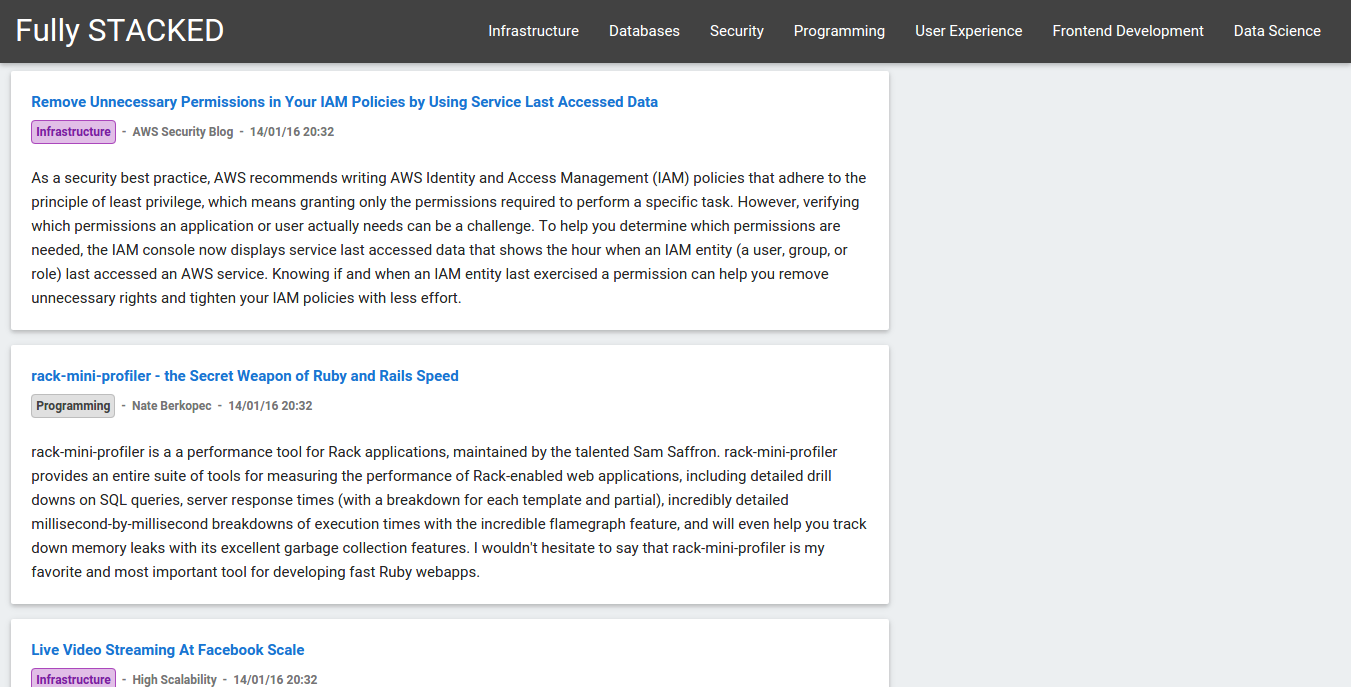 Fully STACKED
Infrastructure Databases Security Programming User Experience Frontend Development Data Science
Remove Unnecessary Permissions in Your IAM Policies by Using Service Last Accessed Data
Infrastructure - AWS Security Blog - 14/01/16 20:32
As a security best practice, AWS recommends writing AWS Identity and Access Management (IAM) policies that adhere to the
principle of least privilege, which means granting only the permissions required to perform a specific task. However, verifying
which permissions an application or user actually needs can be a challenge. To help you determine which permissions are
needed, the IAM console now displays service last accessed data that shows the hour when an IAM entity (a user, group, or
role) last accessed an AWS service. Knowing if and when an IAM entity last exercised a permission can help you remove
unnecessary rights and tighten your IAM policies with less effort.
rack-mini-profiler - the Secret Weapon of Ruby and Rails Speed
Programming - Nate Berkopec - 14/01/16 20:32
rack-mini-profiler is a a performance tool for Rack applications, maintained by the talented Sam Saffron. rack-mini-profiler
provides an entire suite of tools for measuring the performance of Rack-enabled web applications, including detailed drill
downs on SQL queries, server response times (with a breakdown for each template and partial), incredibly detailed
millisecond-by-millisecond breakdowns of execution times with the incredible flamegraph feature, and will even help you track
down memory leaks with its excellent garbage collection features. I wouldn't hesitate to say that rack-mini-profiler is my
favorite and most important tool for developing fast Ruby webapps.
Live Video Streaming At Facebook Scale
Infrastructure - High Scalability - 14/01/16 20:32